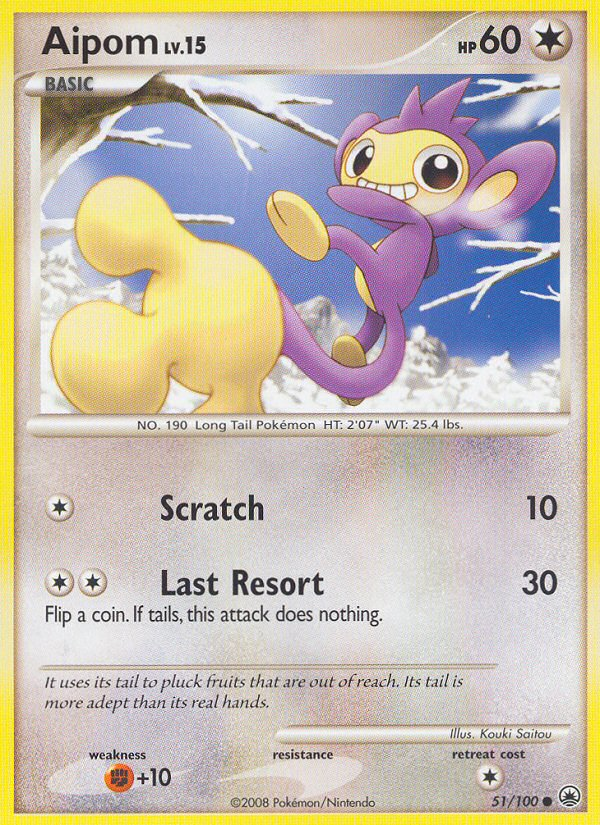 Aipom LV.15 HP 60
BASIC
NO. 190 Long Tail Pokémon HT: 2'07" WT: 25.4 lbs.
Scratch 10
Last Resort 30
Flip a coin. If tails, this attack does nothing.
It uses its tail to pluck fruits that are out of reach. Its tail is
more adept than its real hands.
Illus. Kouki Saitou
weakness resistance retreat cost
+10
©2008 Pokémon/Nintendo 51/100